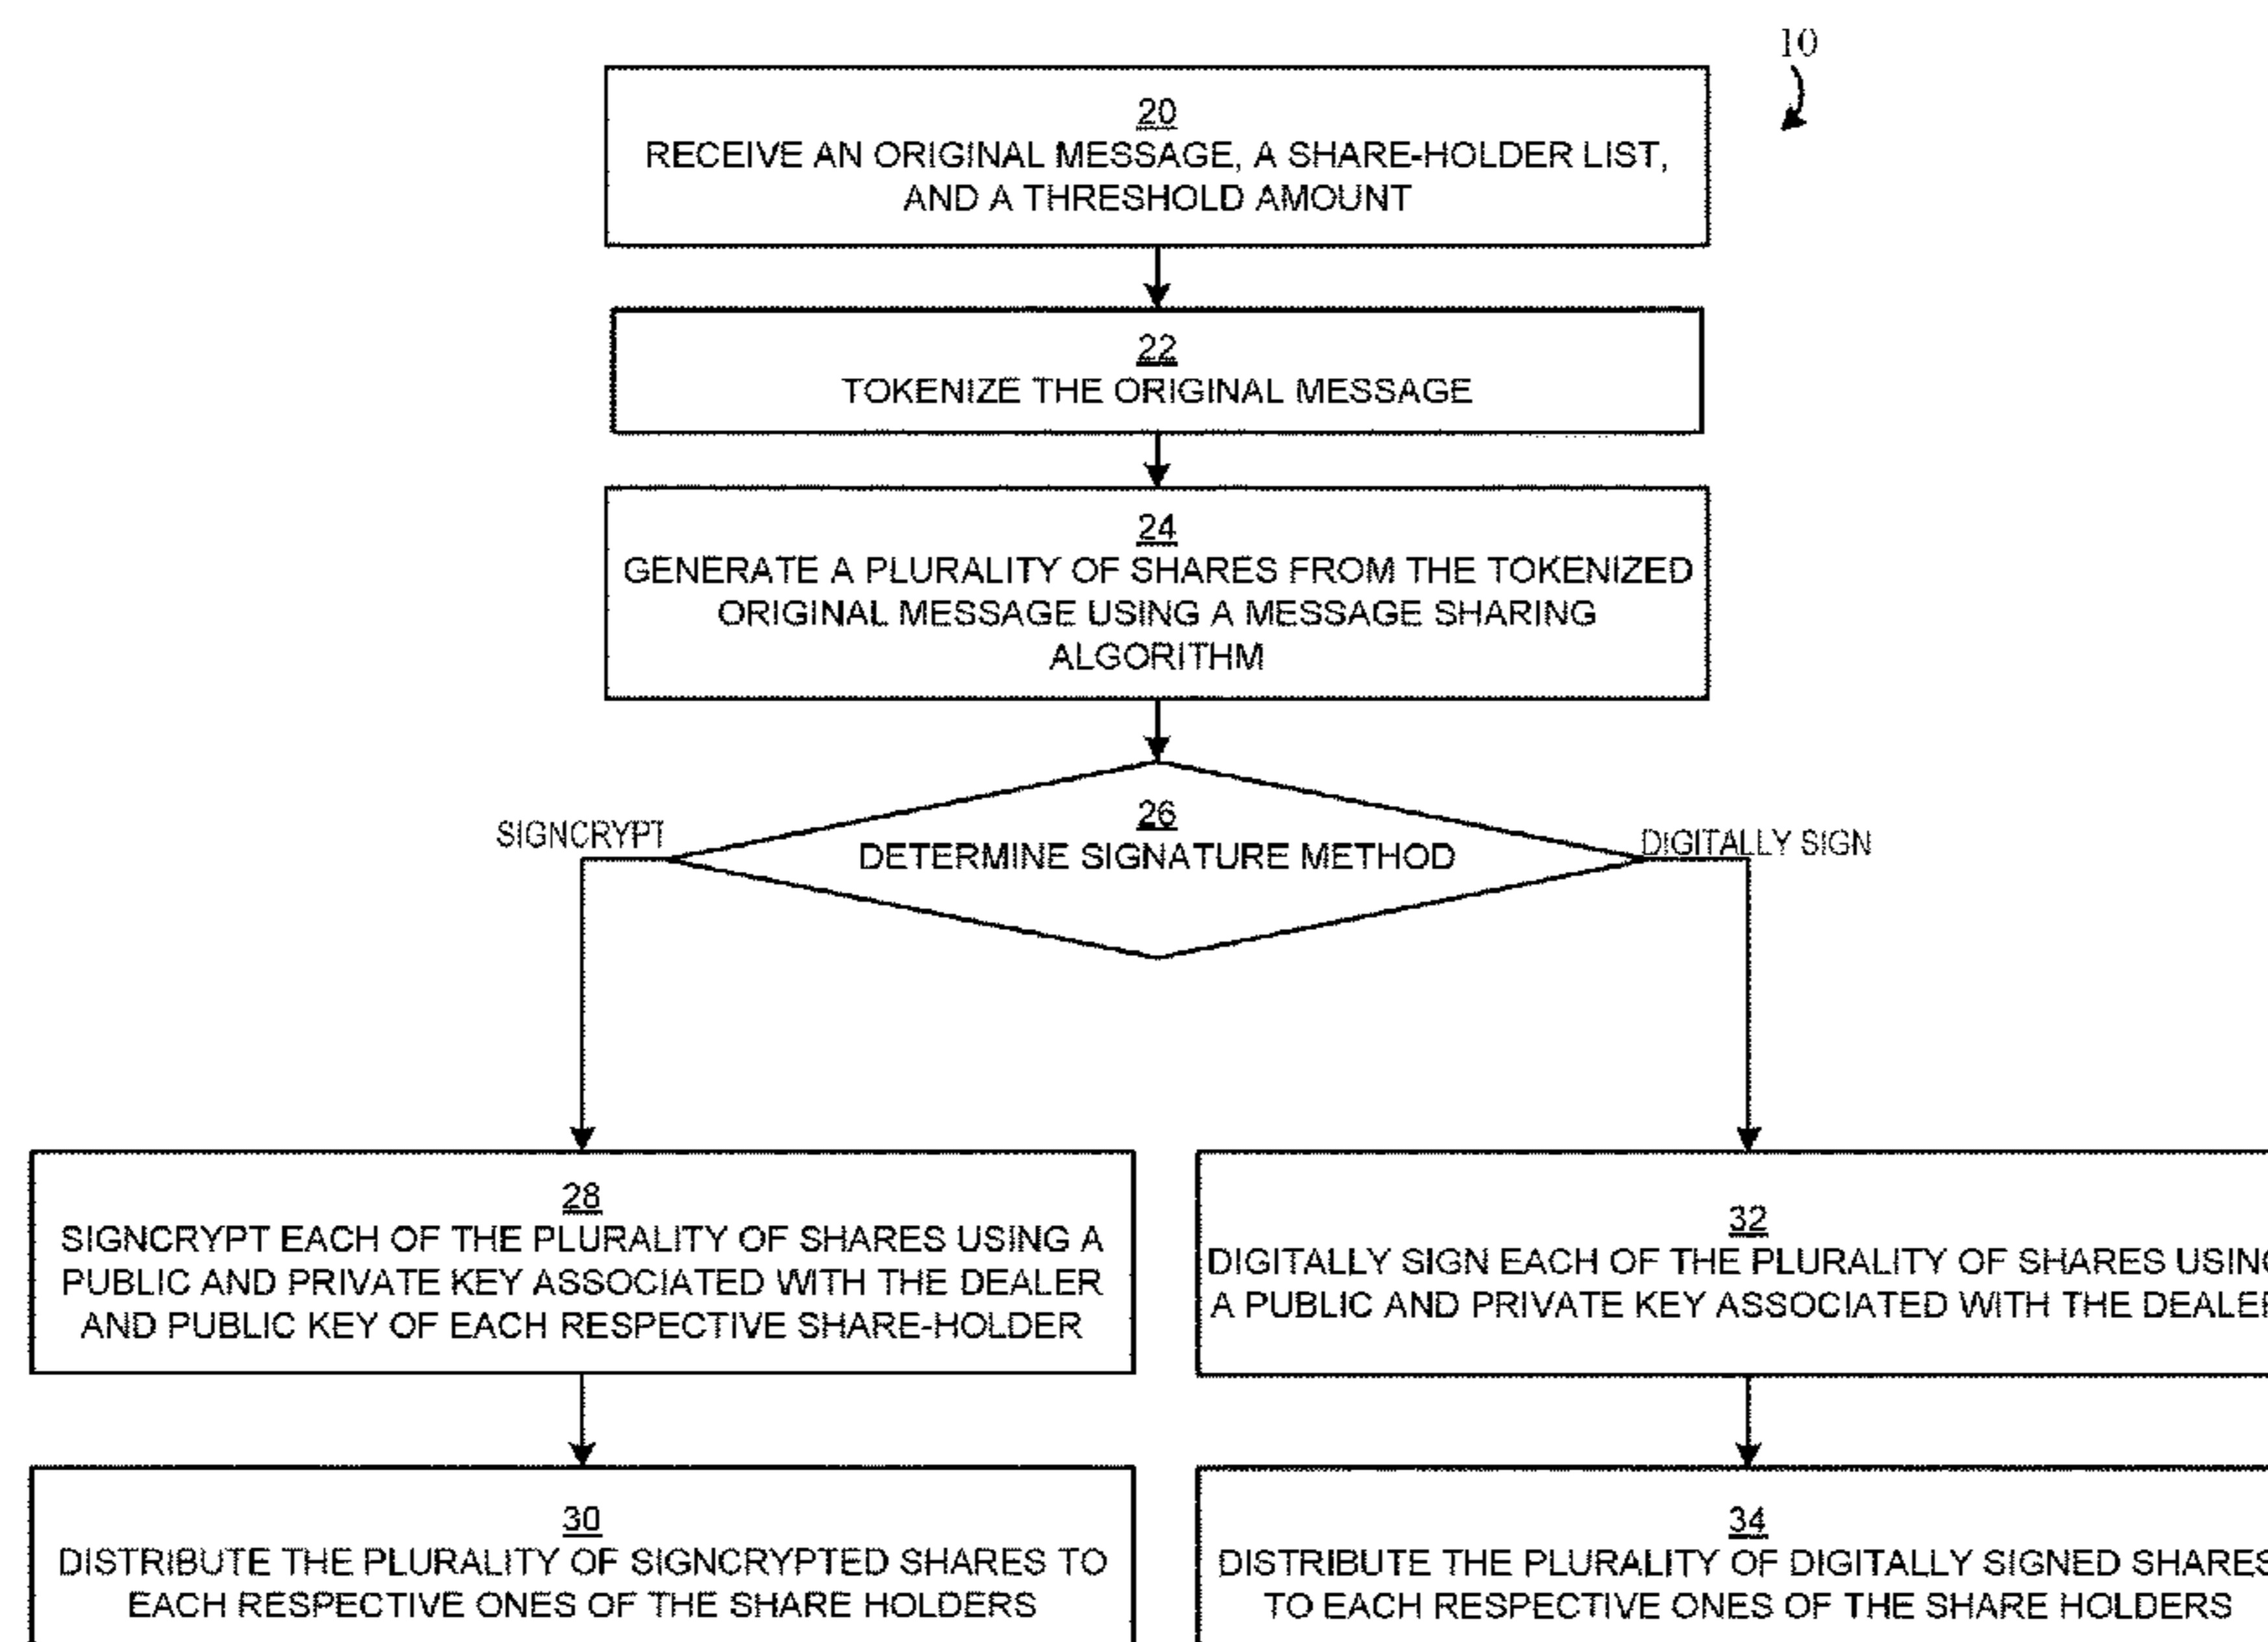 10
20
RECEIVE AN ORIGINAL MESSAGE, A SHARE-HOLDER LIST,
AND A THRESHOLD AMOUNT
22
TOKENIZE THE ORIGINAL MESSAGE
24
GENERATE A PLURALITY OF SHARES FROM THE TOKENIZED
ORIGINAL MESSAGE USING A MESSAGE SHARING
ALGORITHM
26
DETERMINE SIGNATURE METHOD
SIGNCRYPT
DIGITALLY SIGN
28
SIGNCRYPT EACH OF THE PLURALITY OF SHARES USING A
PUBLIC AND PRIVATE KEY ASSOCIATED WITH THE DEALER
AND PUBLIC KEY OF EACH RESPECTIVE SHARE-HOLDER
32
DIGITALLY SIGN EACH OF THE PLURALITY OF SHARES USING
A PUBLIC AND PRIVATE KEY ASSOCIATED WITH THE DEALER
30
DISTRIBUTE THE PLURALITY OF SIGNCRYPTED SHARES TO
EACH RESPECTIVE ONES OF THE SHARE HOLDERS
34
DISTRIBUTE THE PLURALITY OF DIGITALLY SIGNED SHARES
TO EACH RESPECTIVE ONES OF THE SHARE HOLDERS